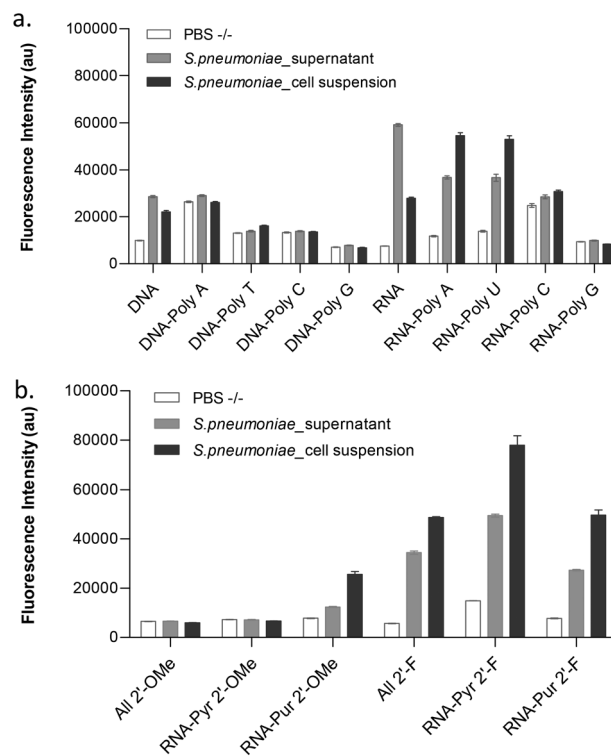 a.
PBS -/-
S.pneumoniae_supernatant
S.pneumoniae_cell suspension
Fluorescence Intensity (au)
100000
80000
60000
40000
20000
0
DNA
DNA-Poly A
DNA-Poly T
DNA-Poly C
DNA-Poly G
RNA
RNA-Poly A
RNA-Poly U
RNA-Poly C
RNA-Poly G
b.
PBS -/-
S.pneumoniae_supernatant
S.pneumoniae_cell suspension
Fluorescence Intensity (au)
100000
80000
60000
40000
20000
0
All 2'-OMe
RNA-Pyr 2'-OMe
RNA-Pur 2'-OMe
All 2'-F
RNA-Pyr 2'-F
RNA-Pur 2'-F